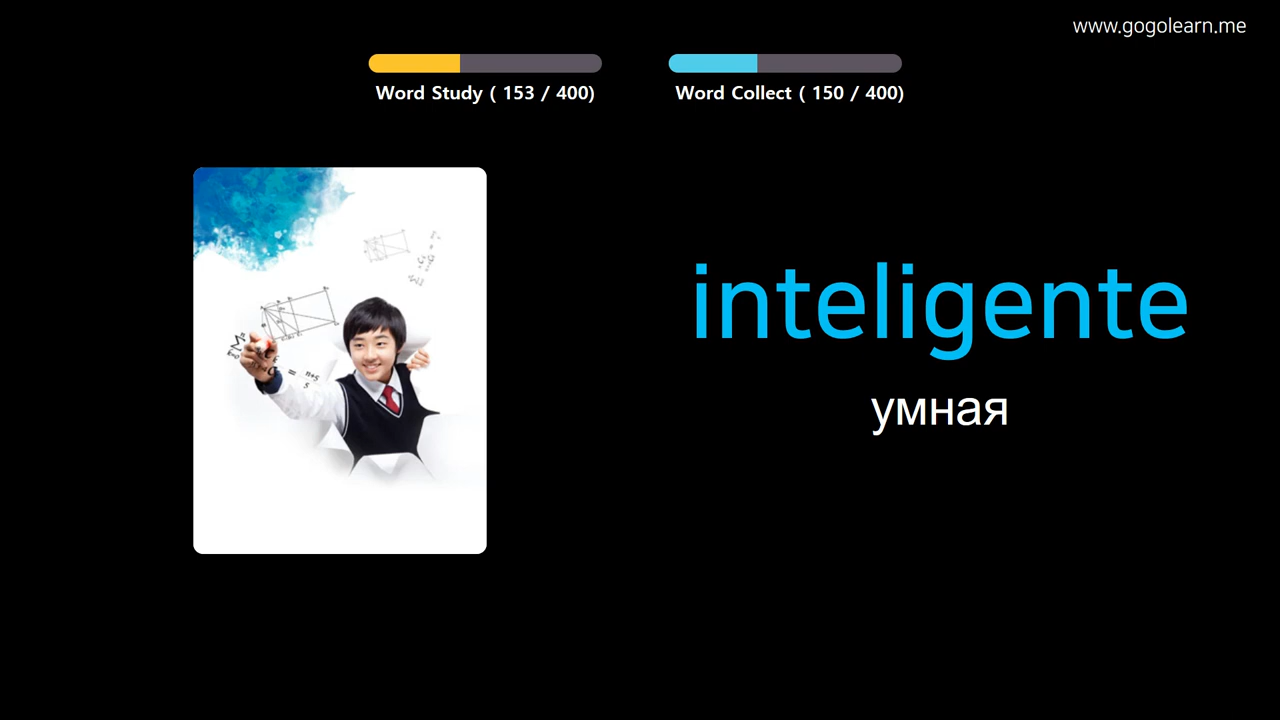 www.gogolearn.me
Word Study ( 153 / 400)
Word Collect ( 150 / 400)
inteligente
умная